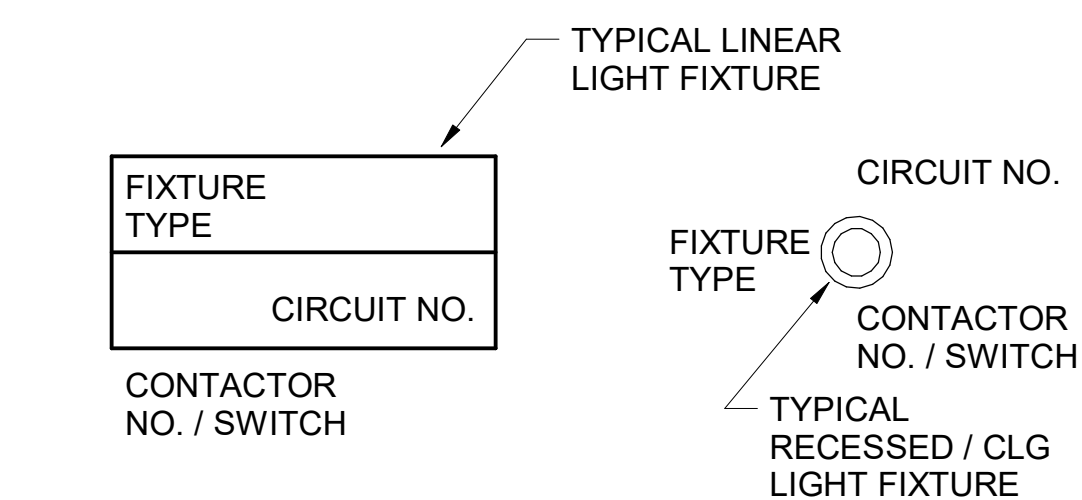 TYPICAL LINEAR
LIGHT FIXTURE
FIXTURE
TYPE
CIRCUIT NO.
CONTACTOR
NO. / SWITCH
CIRCUIT NO.
FIXTURE
TYPE
CONTACTOR
NO. / SWITCH
TYPICAL
RECESSED / CLG
LIGHT FIXTURE